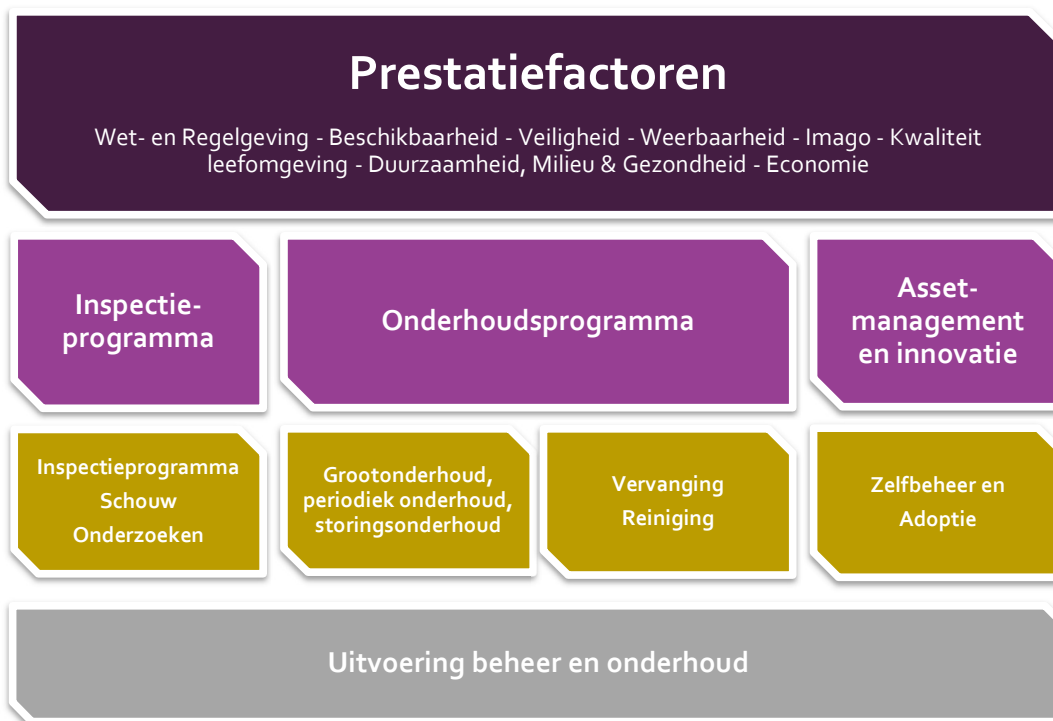 Prestatiefactoren
Wet- en Regelgeving - Beschikbaarheid - Veiligheid - Weerbaarheid - Imago - Kwaliteit
leefomgeving - Duurzaamheid, Milieu & Gezondheid - Economie
Inspectie-
programma
Onderhoudsprogramma
Asset-
management
en innovatie
Inspectieprogramma
Schouw
Onderzoeken
Grootonderhoud,
periodiek onderhoud,
storingsonderhoud
Vervanging
Reiniging
Zelfbeheer en
Adoptie
Uitvoering beheer en onderhoud